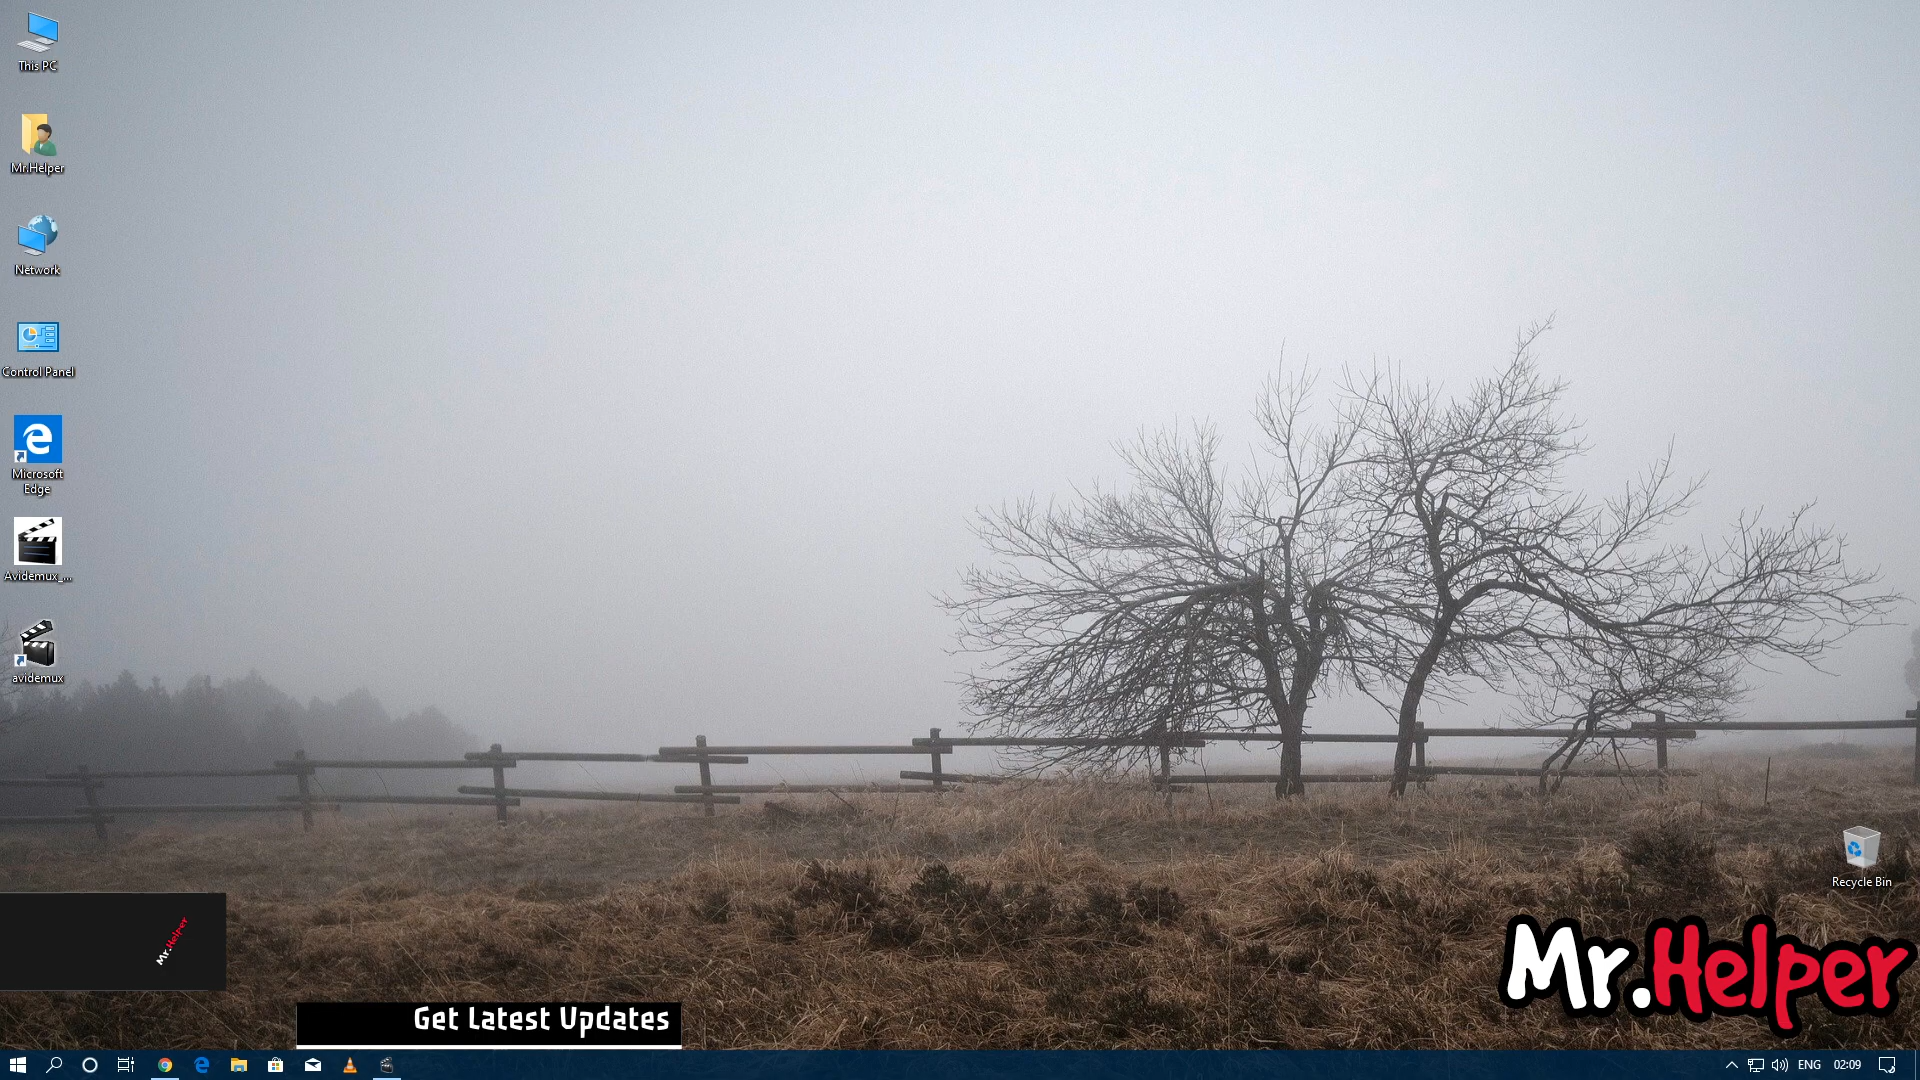 This PC
Mr.Helper
Network
Control Panel
Microsoft
Edge
Avidemux_...
avidemux
Recycle Bin
Mr.Helper
Mr.Helper
Get Latest Updates
ENG
02:09